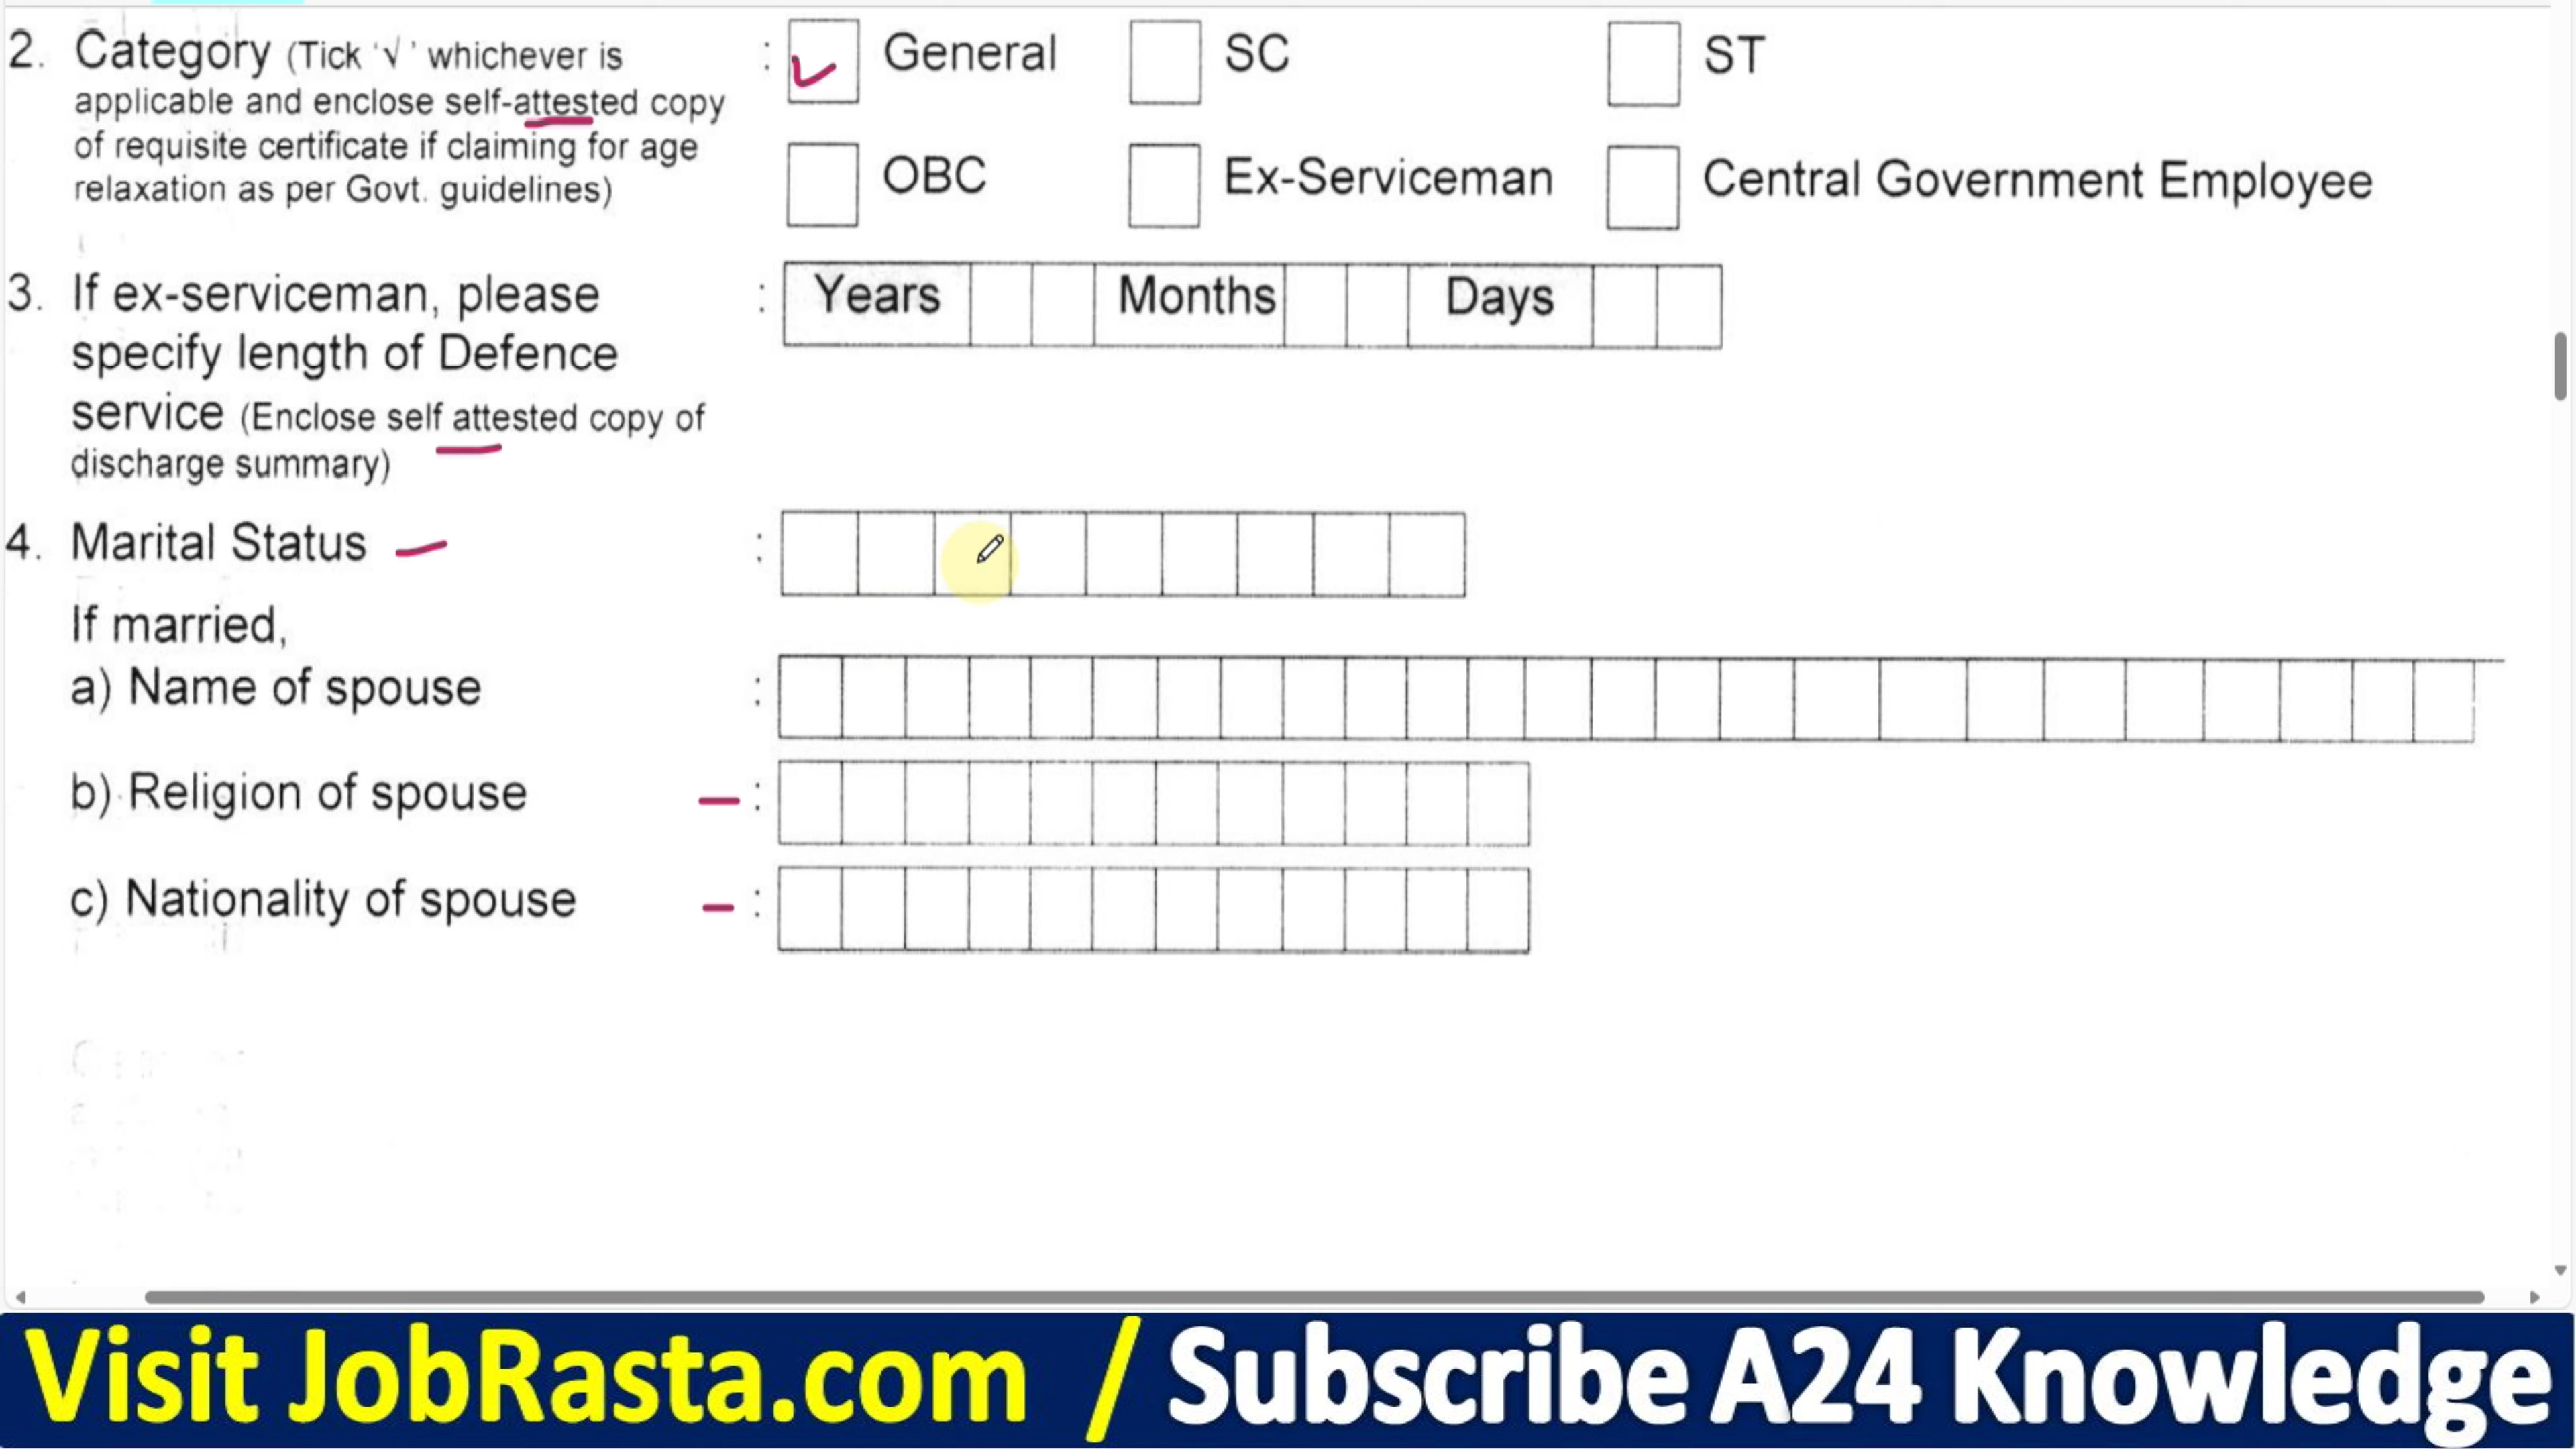 2. Category (Tick '√' whichever is : General SC ST
applicable and enclose self-attested copy
of requisite certificate if claiming for age
relaxation as per Govt. guidelines)
OBC Ex-Serviceman Central Government Employee
3. If ex-serviceman, please : Years Months Days
specify length of Defence
service (Enclose self attested copy of
discharge summary)
4. Marital Status :
If married,
a) Name of spouse :
b) Religion of spouse :
c) Nationality of spouse :
Visit JobRasta.com / Subscribe A24 Knowledge